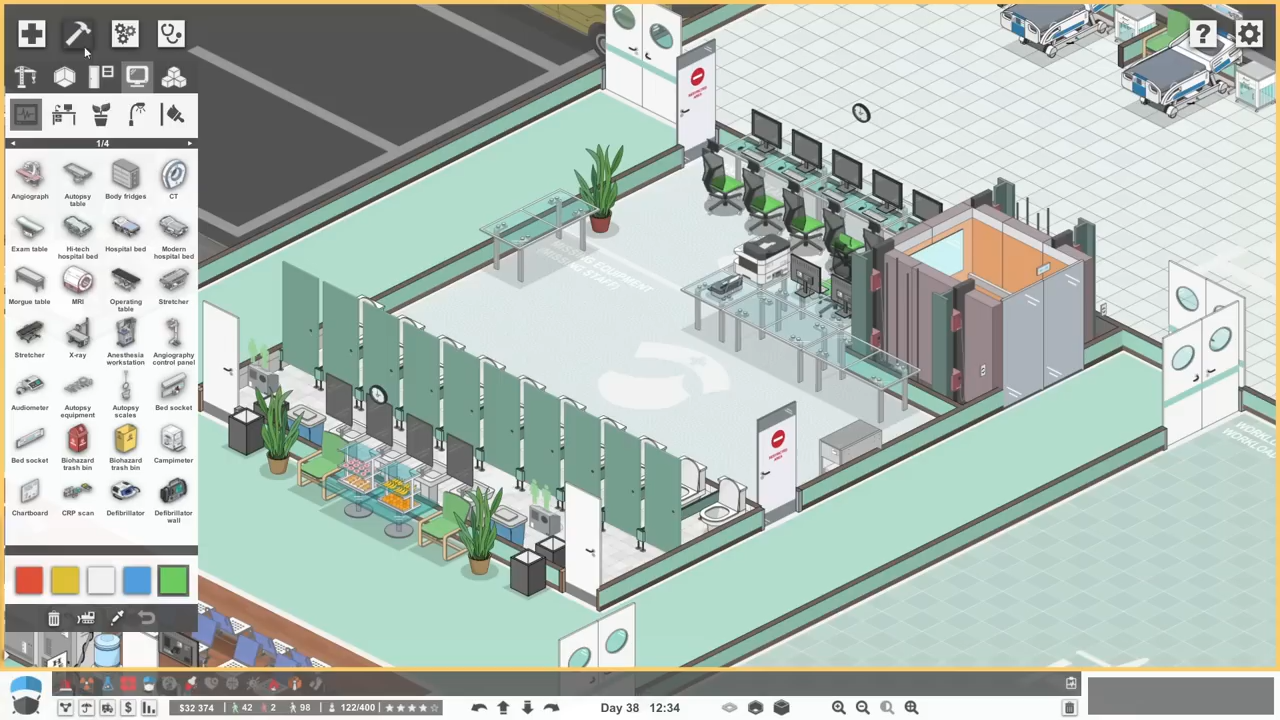 ?
1/4
Angiograph
Autopsy table
Body fridges
CT
Exam table
Hi-tech hospital bed
Hospital bed
Modern hospital bed
Morgue table
MRI
Operating table
Stretcher
Stretcher
X-ray
Anesthesia workstation
Angiography control panel
Audiometer
Autopsy equipment
Autopsy scales
Bed socket
Bed socket
Biohazard trash bin
Biohazard trash bin
Campimeter
Chartboard
CRP scan
Defibrillator
Defibrillator wall
$32 374
42
2
98
122/400
Day 38 12:34